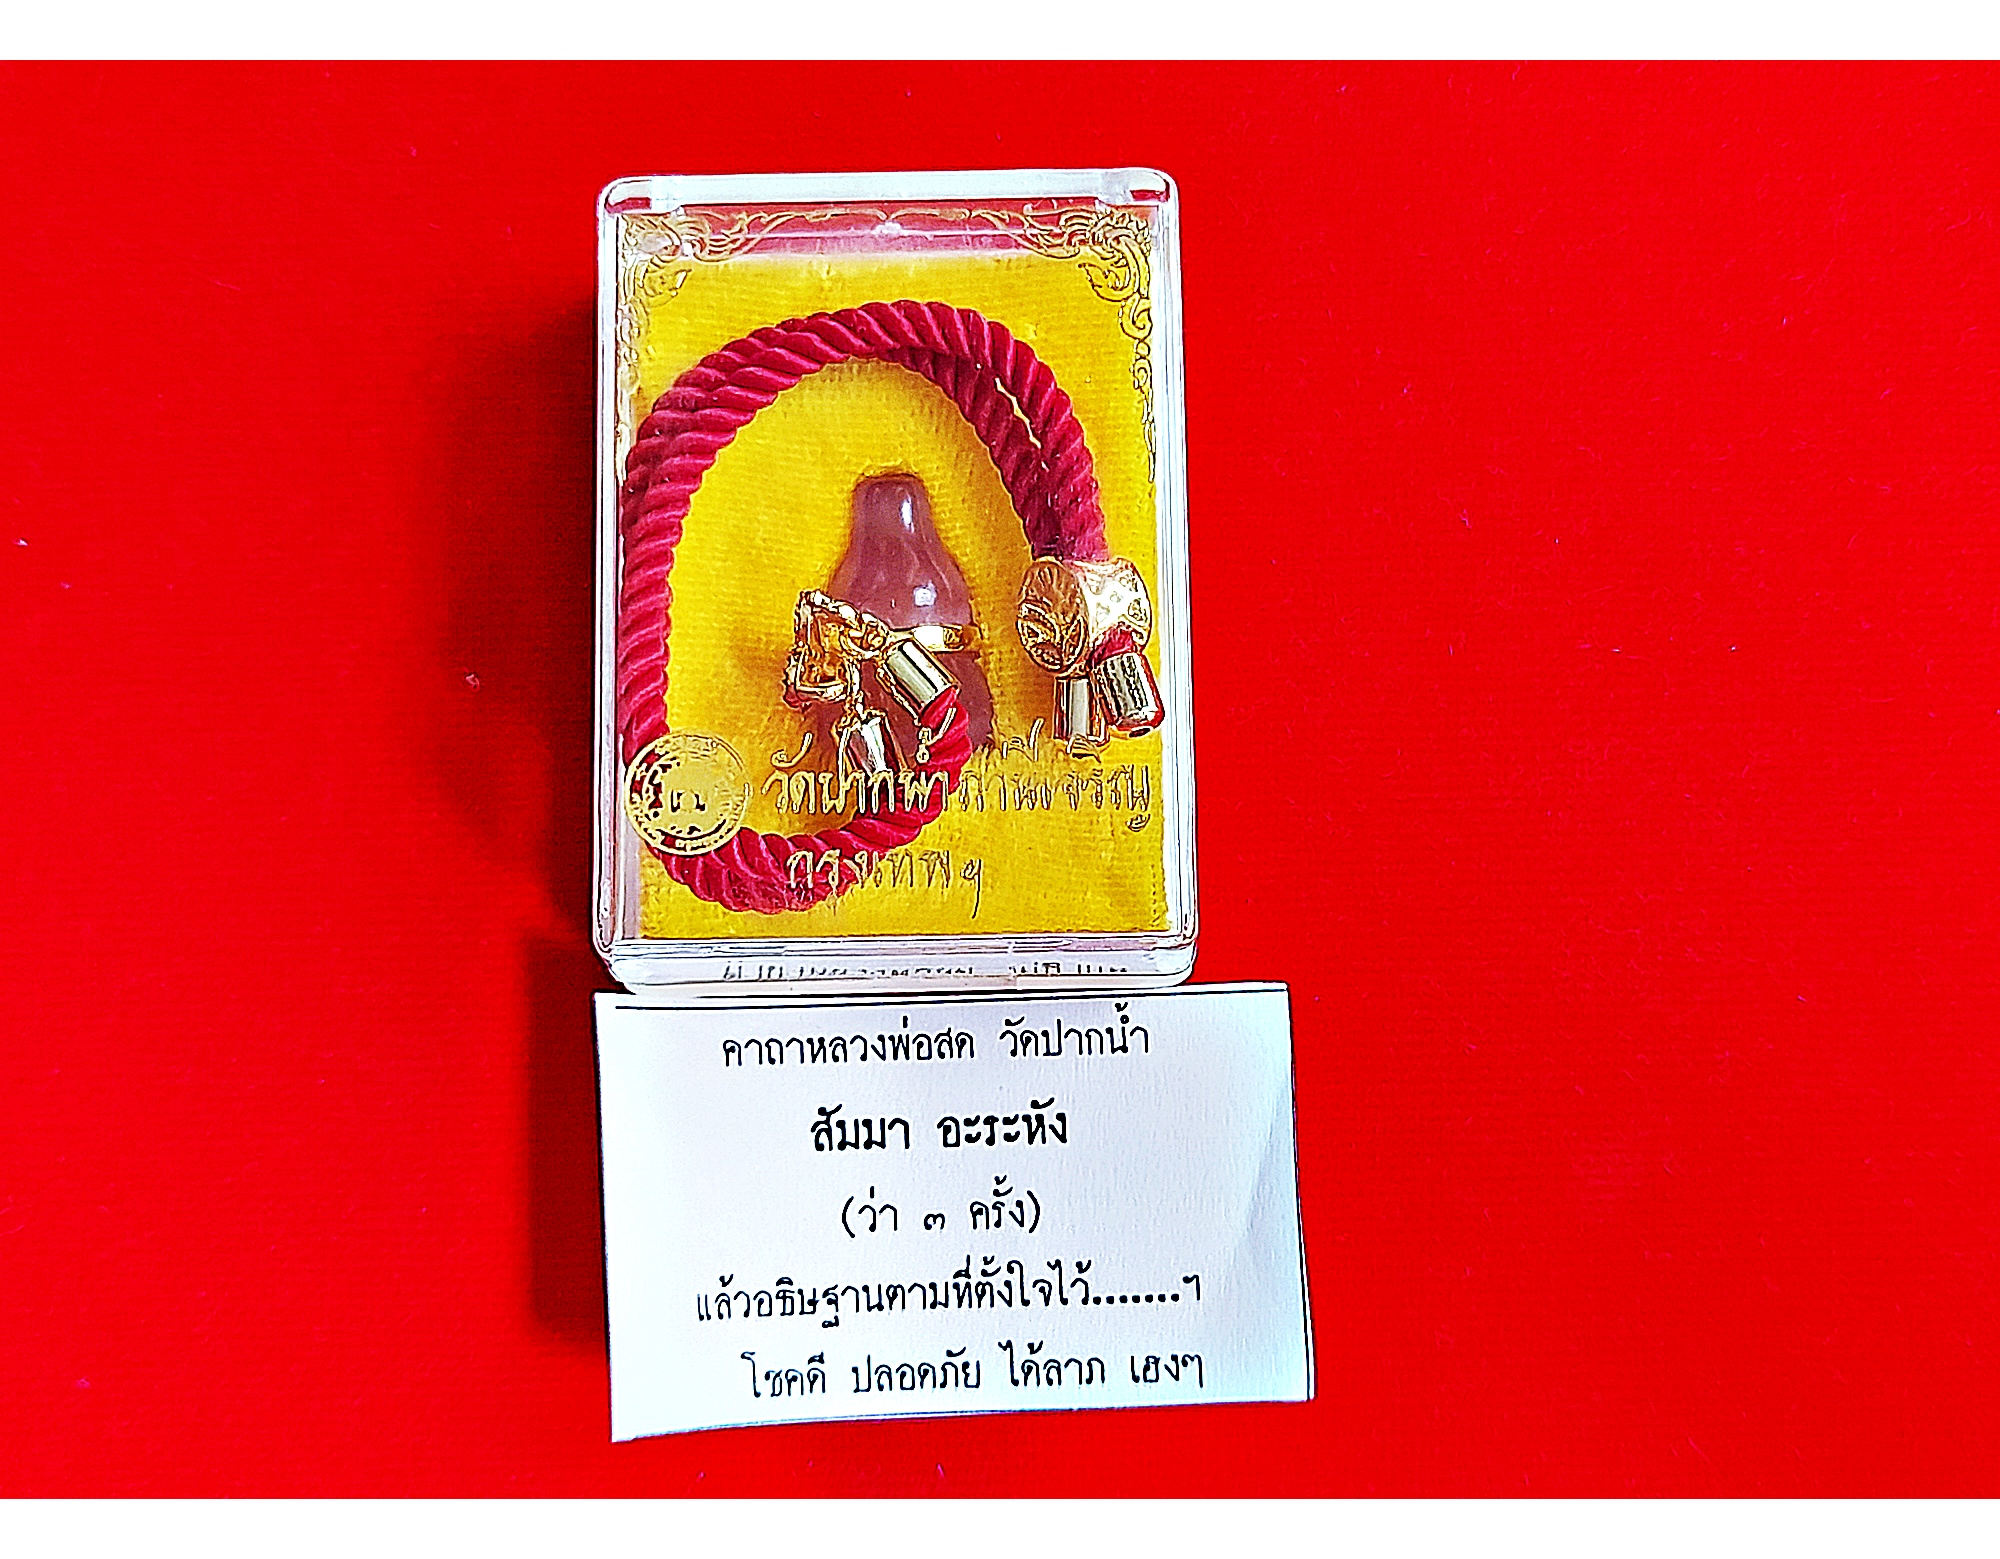 วัดปากน้ำภาษีเจริญ
กรุงเทพฯ
คาถาหลวงพ่อสด วัดปากน้ำ
สัมมา อะระหัง
(ว่า ๓ ครั้ง)
แล้วอธิษฐานตามที่ตั้งใจไว้.......ฯ
โชคดี ปลอดภัย ได้ลาภ เฮงๆ